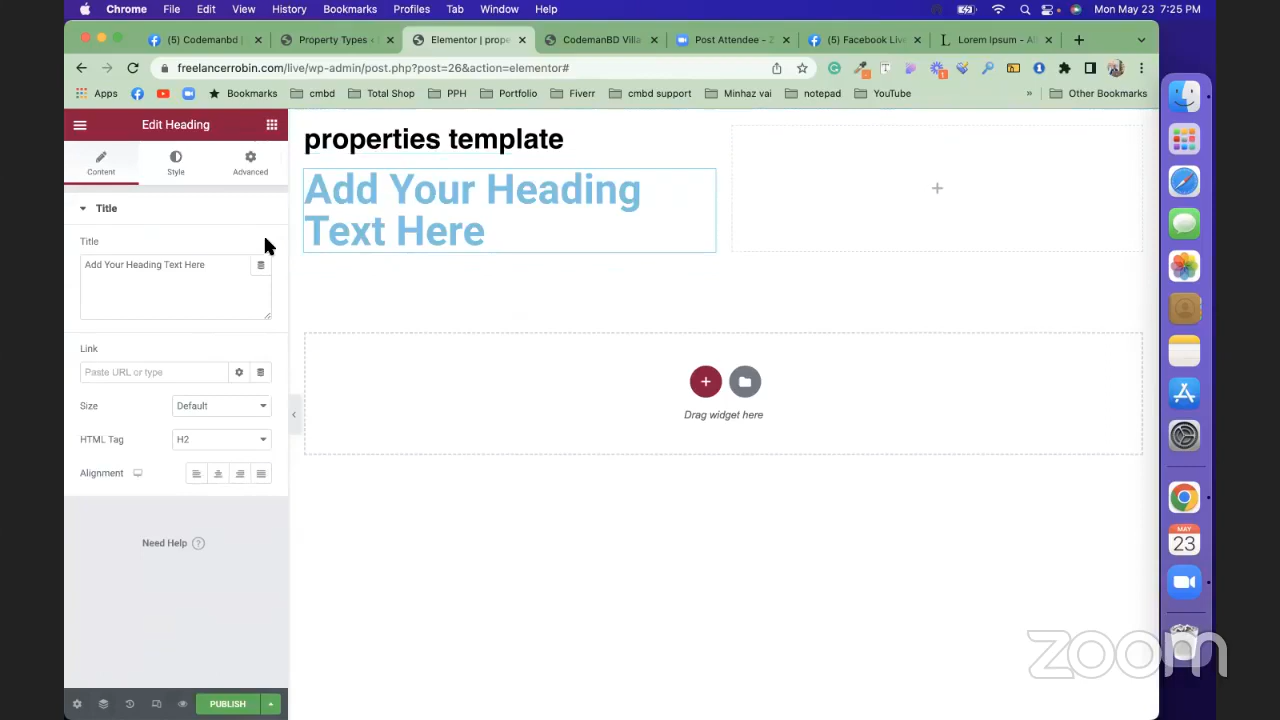 Chrome File Edit View History Bookmarks Profiles Tab Window Help Mon May 23 7:25 PM
(5) Codemanbd | Property Types < Elementor | prope CodemanBD Villa Post Attendee - Z (5) Facebook Live Lorem Ipsum - A
freelancerrobin.com/live/wp-admin/post.php?post=26&action=elementor#
Apps Bookmarks cmbd Total Shop PPH Portfolio Fiverr cmbd support Minhaz vai notepad YouTube » Other Bookmarks
Edit Heading
Content Style Advanced
Title
Title
Add Your Heading Text Here
Link
Paste URL or type
Size Default
HTML Tag H2
Alignment
Need Help ?
PUBLISH
properties template
Add Your Heading
Text Here
Drag widget here
MAY
23
zoom